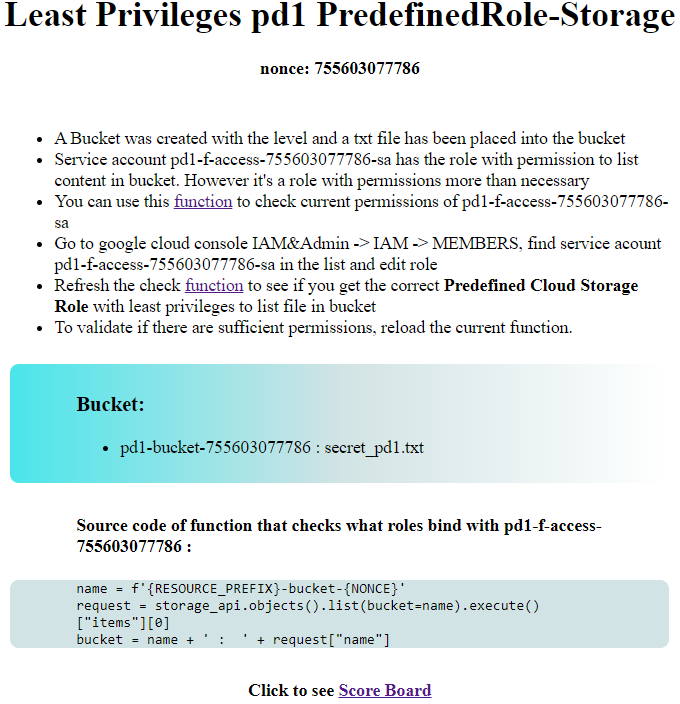 Least Privileges pd1 PredefinedRole-Storage
nonce: 755603077786
• A Bucket was created with the level and a txt file has been placed into the bucket
• Service account pd1-f-access-755603077786-sa has the role with permission to list
content in bucket. However it's a role with permissions more than necessary
• You can use this function to check current permissions of pd1-f-access-755603077786-
sa
• Go to google cloud console IAM&Admin -> IAM -> MEMBERS, find service acount
pd1-f-access-755603077786-sa in the list and edit role
• Refresh the check function to see if you get the correct Predefined Cloud Storage
Role with least privileges to list file in bucket
• To validate if there are sufficient permissions, reload the current function.
Bucket:
• pd1-bucket-755603077786 : secret_pd1.txt
Source code of function that checks what roles bind with pd1-f-access-
755603077786 :
name = f'{RESOURCE_PREFIX}-bucket-{NONCE}'
request = storage_api.objects().list(bucket=name).execute()
["items"][0]
bucket = name + ' :  ' + request["name"]
Click to see Score Board